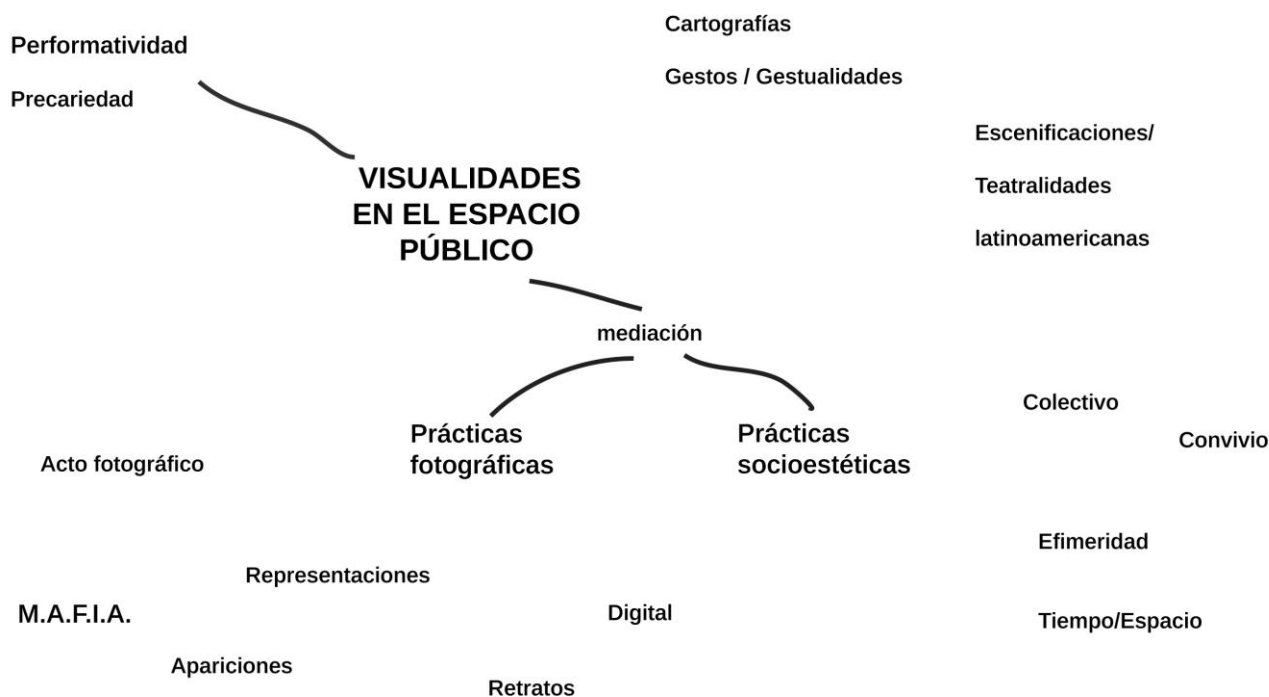 Performatividad
Precariedad
Cartografías
Gestos / Gestualidades
Escenificaciones/
Teatralidades
latinoamericanas
VISUALIDADES
EN EL ESPACIO
PÚBLICO
mediación
Prácticas
fotográficas
Prácticas
socioestéticas
Colectivo
Convivio
Acto fotográfico
Efimeridad
Representaciones
M.A.F.I.A.
Digital
Tiempo/Espacio
Apariciones
Retratos